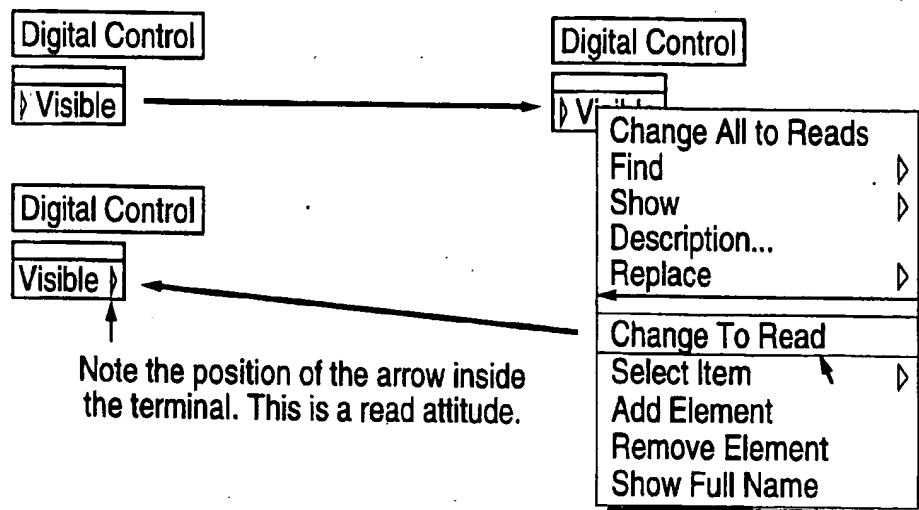 Digital Control
Visible
Digital Control
Change All to Reads
Find
Show
Description...
Replace
Change To Read
Select Item
Add Element
Remove Element
Show Full Name
Digital Control
Visible
Note the position of the arrow inside
the terminal. This is a read attitude.